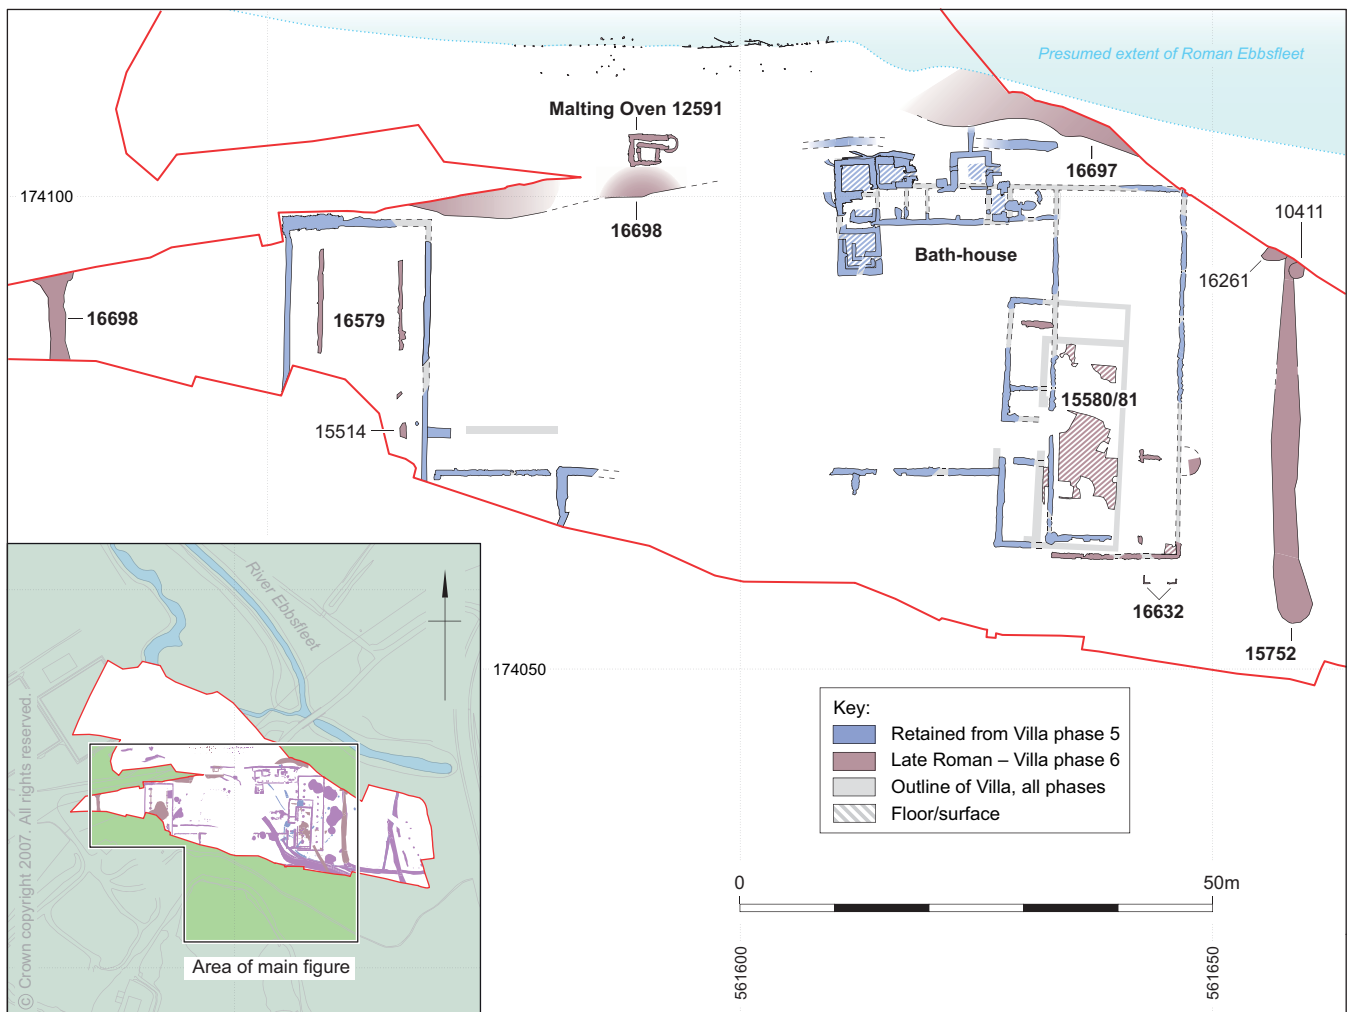 Presumed extent of Roman Ebbsfleet
Malting Oven 12591
16697
174100
10411
16698
Bath-house
16261
16698
16579
15580/81
15514
16632
15752
River Ebbsfleet
174050
Key:
Retained from Villa phase 5
Late Roman – Villa phase 6
Outline of Villa, all phases
Floor/surface
0 50m
561600
561650
Area of main figure
© Crown copyright 2007. All rights reserved.